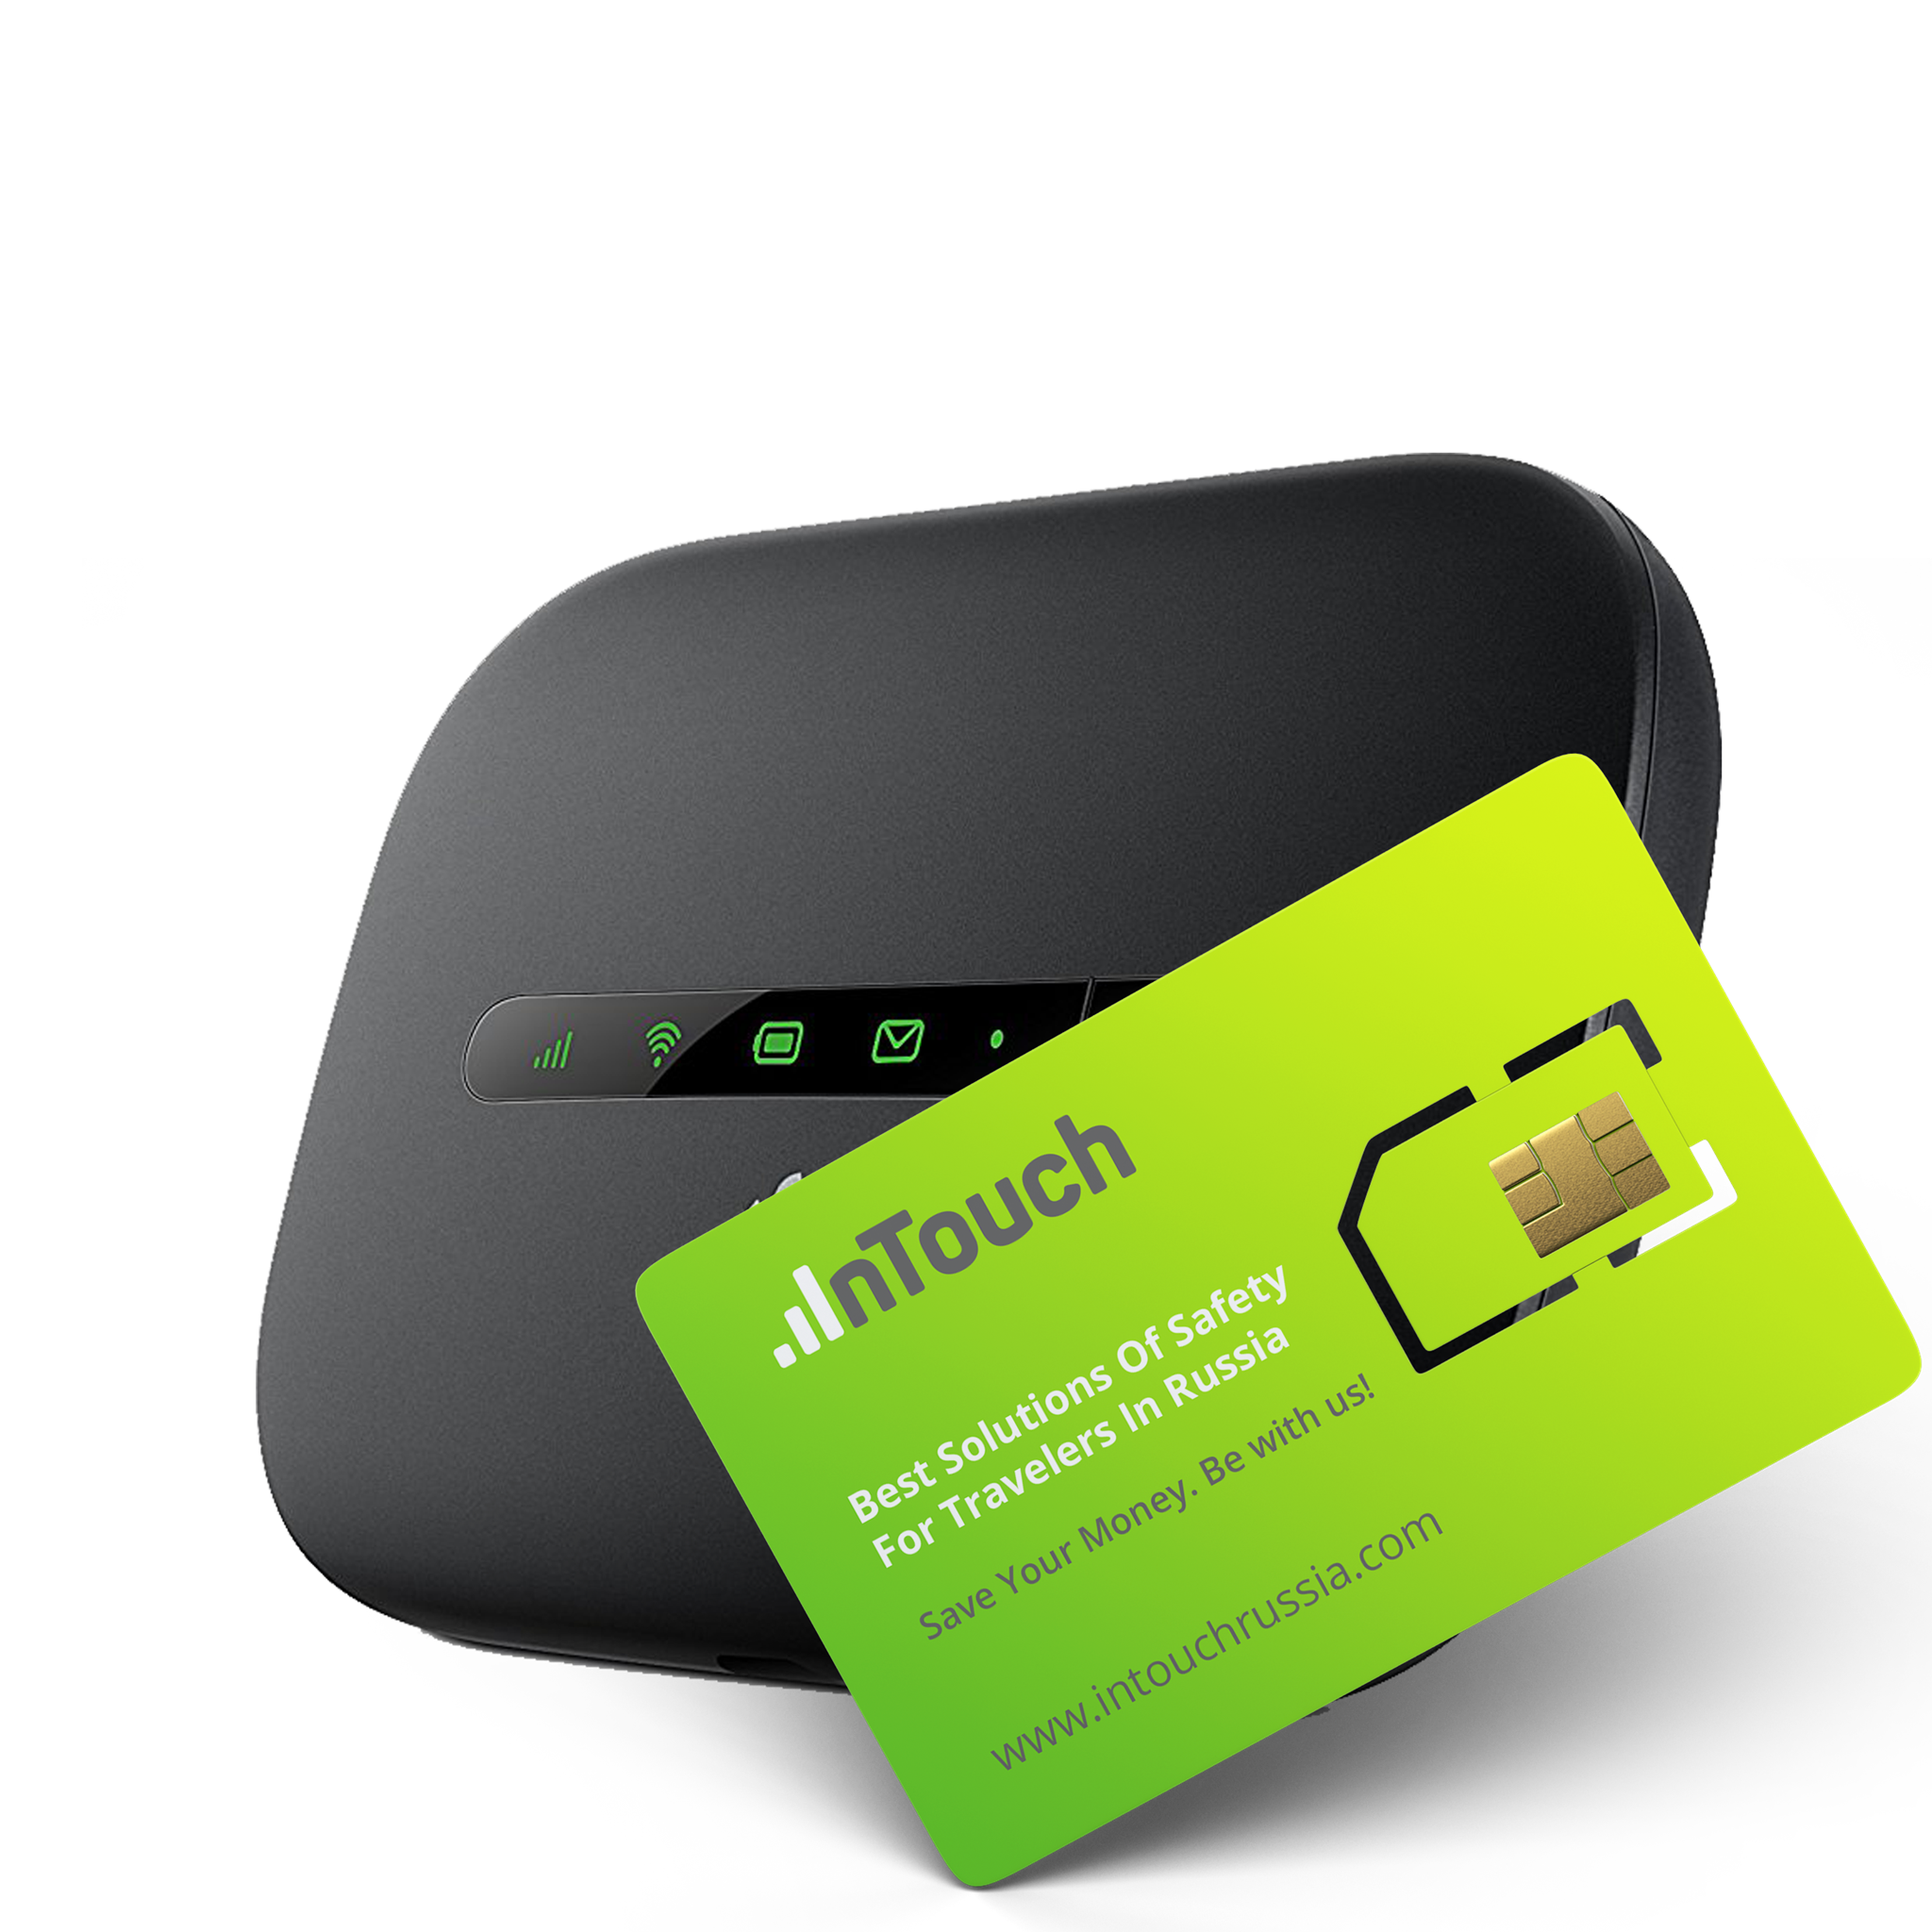 InTouch
Best Solutions Of Safety
For Travelers In Russia
Save Your Money. Be with us!
www.intouchrussia.com